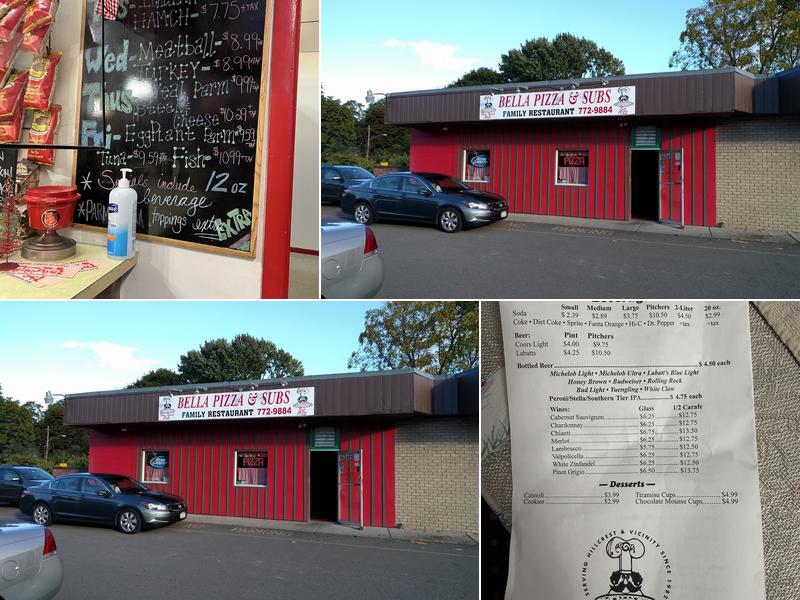 HAM-CH- $7.75+TAX
Wed-Meatball- $8.99
TURKEY- $8.99
Veal Parm
Beef &
Cheese $10.29
Fri-Eggplant Parm
Tuna-$9.59 Fish- $10.99
* Specials include 12 oz
beverage
toppings extra
EXTRA
BELLA PIZZA & SUBS
FAMILY RESTAURANT 772-9884
PIZZA
BELLA PIZZA & SUBS
FAMILY RESTAURANT 772-9884
PIZZA
NO PARKING
Small Medium Large Pitchers 2-Liter 20 oz.
Soda $ 2.39 $2.89 $3.75 $10.50 $4.50 $2.99
Coke • Diet Coke • Sprite • Fanta Orange • Hi-C • Dr. Pepper +tax +tax
Beer: Pint Pitchers
Coors Light $4.00 $9.75
Labatts $4.25 $10.50
Bottled Beer $ 4.50 each
Michelob Light • Michelob Ultra • Labatt's Blue Light
Honey Brown • Budweiser • Rolling Rock
Bud Light • Yuengling • White Claw
Peroni/Stella/Southern Tier IPA $ 4.75 each
Wines: Glass 1/2 Carafe
Cabernet Sauvignon $6.25 $12.75
Chardonnay $6.25 $12.75
Chianti $6.75 $13.50
Merlot $6.25 $12.75
Lambrusco $5.75 $12.50
Valpolicella $6.25 $12.75
White Zinfandel $6.25 $12.50
Pinot Grigio $6.50 $13.75
— Desserts —
Cannoli $3.99 Tiramisu Cups $4.99
Cookies $2.99 Chocolate Mousse Cups $4.99
SERVING HILLCREST & VICINITY SINCE 1982